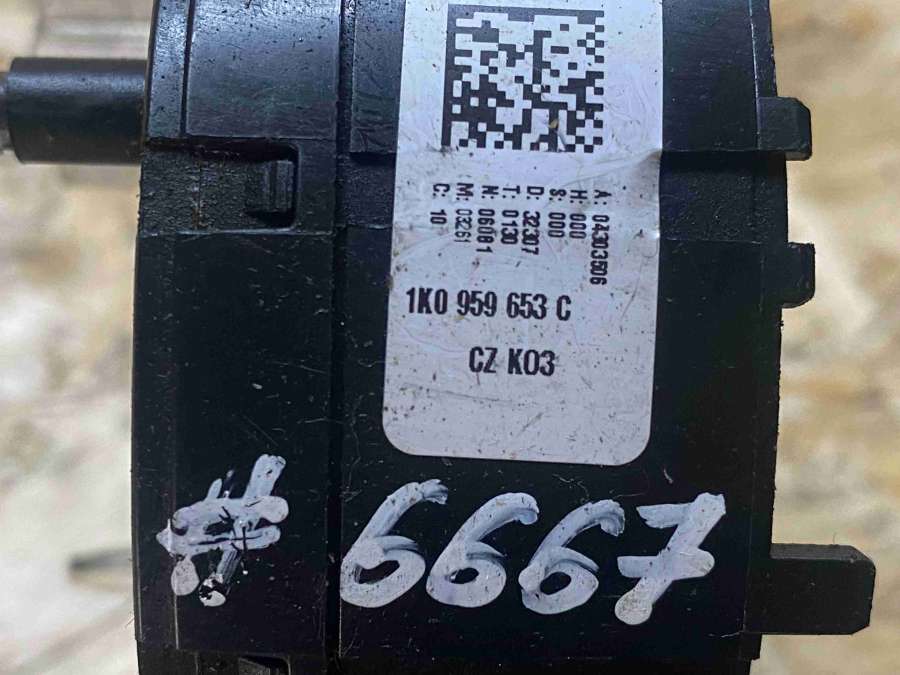 A: 04303506
H: 000
S: 000
D: 32307
T: 0130
N: 06081
M: 03261
C: 10
1K0 959 653 C
CZ K03
#6667